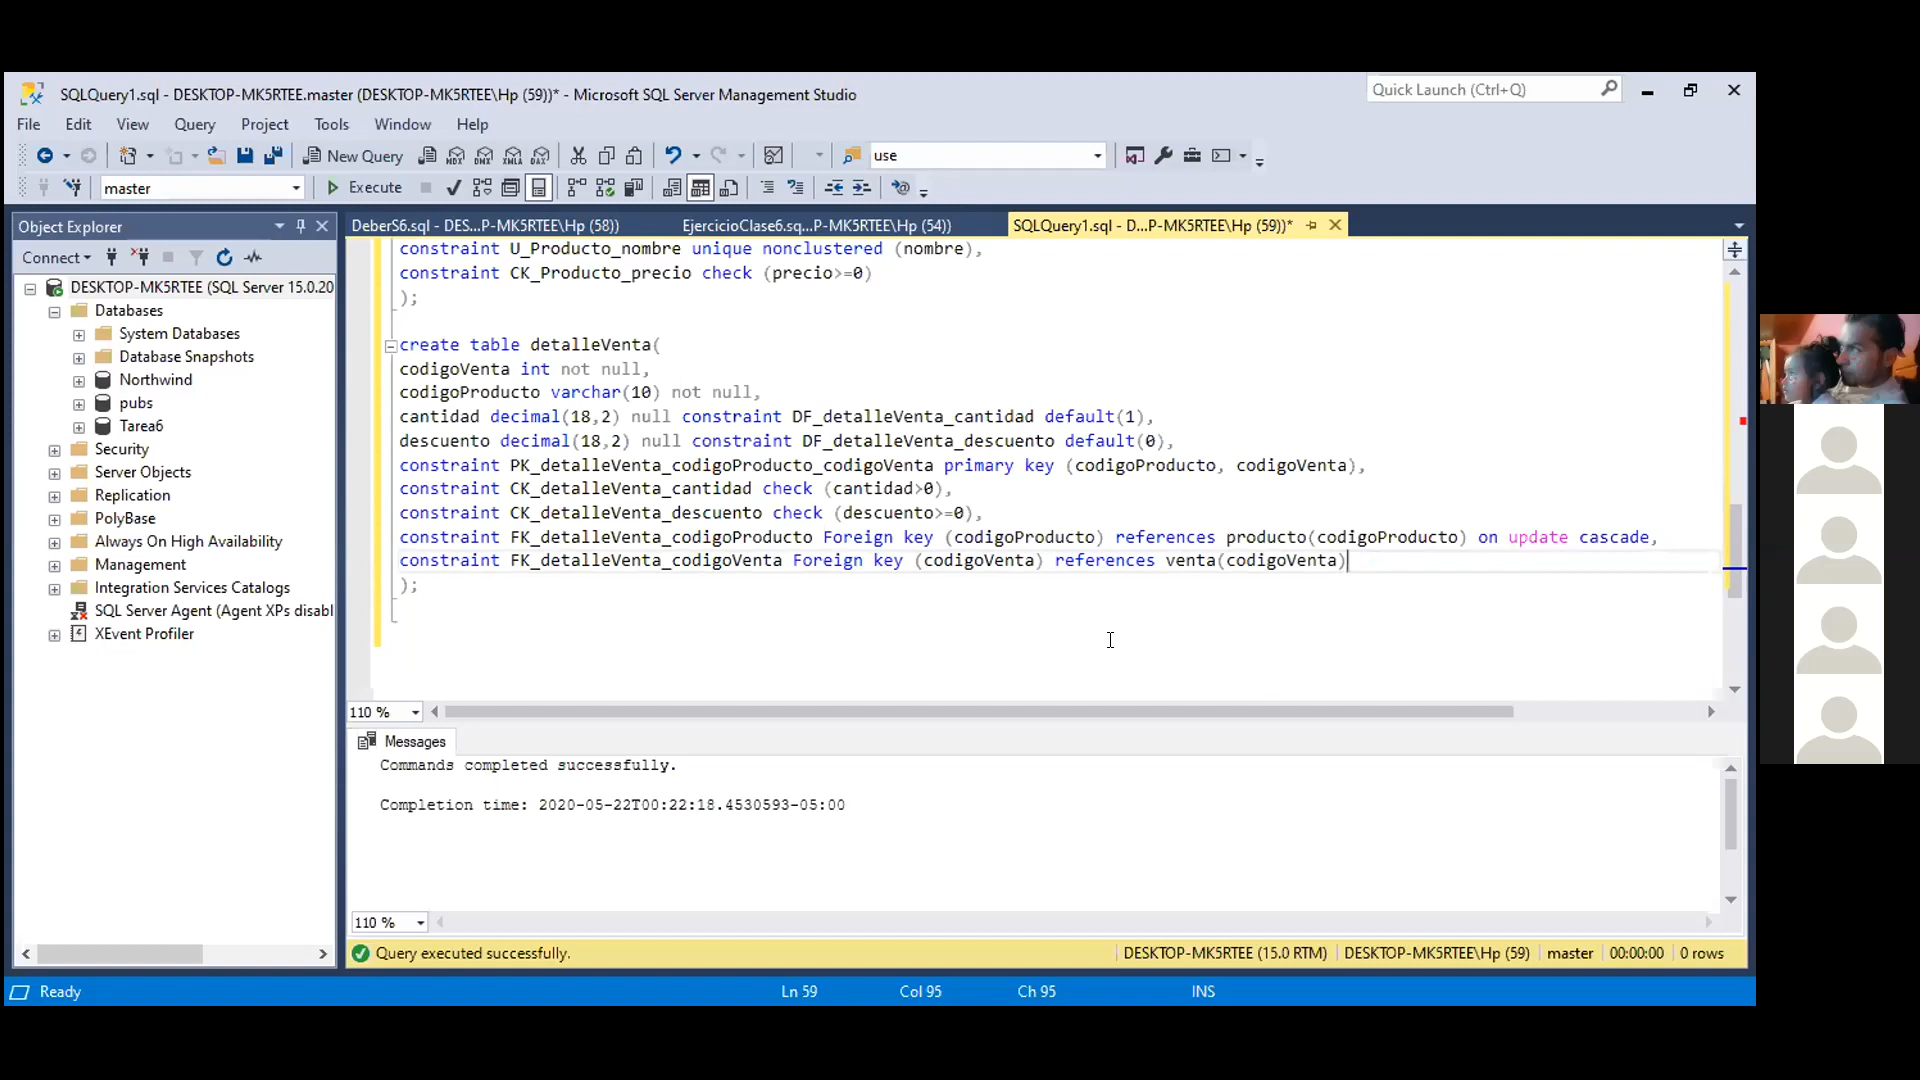 SQLQuery1.sql - DESKTOP-MK5RTEE.master (DESKTOP-MK5RTEE\Hp (59))* - Microsoft SQL Server Management Studio
Quick Launch (Ctrl+Q)
File Edit View Query Project Tools Window Help
New Query MDX DMX XMLA DAX use
master Execute
Object Explorer
DeberS6.sql - DES...P-MK5RTEE\Hp (58)) EjercicioClase6.sq...P-MK5RTEE\Hp (54)) SQLQuery1.sql - D...P-MK5RTEE\Hp (59))*
Connect
DESKTOP-MK5RTEE (SQL Server 15.0.20
Databases
System Databases
Database Snapshots
Northwind
pubs
Tarea6
Security
Server Objects
Replication
PolyBase
Always On High Availability
Management
Integration Services Catalogs
SQL Server Agent (Agent XPs disabl
XEvent Profiler
constraint U_Producto_nombre unique nonclustered (nombre),
constraint CK_Producto_precio check (precio>=0)
);
create table detalleVenta(
codigoVenta int not null,
codigoProducto varchar(10) not null,
cantidad decimal(18,2) null constraint DF_detalleVenta_cantidad default(1),
descuento decimal(18,2) null constraint DF_detalleVenta_descuento default(0),
constraint PK_detalleVenta_codigoProducto_codigoVenta primary key (codigoProducto, codigoVenta),
constraint CK_detalleVenta_cantidad check (cantidad>0),
constraint CK_detalleVenta_descuento check (descuento>=0),
constraint FK_detalleVenta_codigoProducto Foreign key (codigoProducto) references producto(codigoProducto) on update cascade,
constraint FK_detalleVenta_codigoVenta Foreign key (codigoVenta) references venta(codigoVenta)
);
110 %
Messages
Commands completed successfully.
Completion time: 2020-05-22T00:22:18.4530593-05:00
110 %
Query executed successfully. DESKTOP-MK5RTEE (15.0 RTM) DESKTOP-MK5RTEE\Hp (59) master 00:00:00 0 rows
Ready Ln 59 Col 95 Ch 95 INS